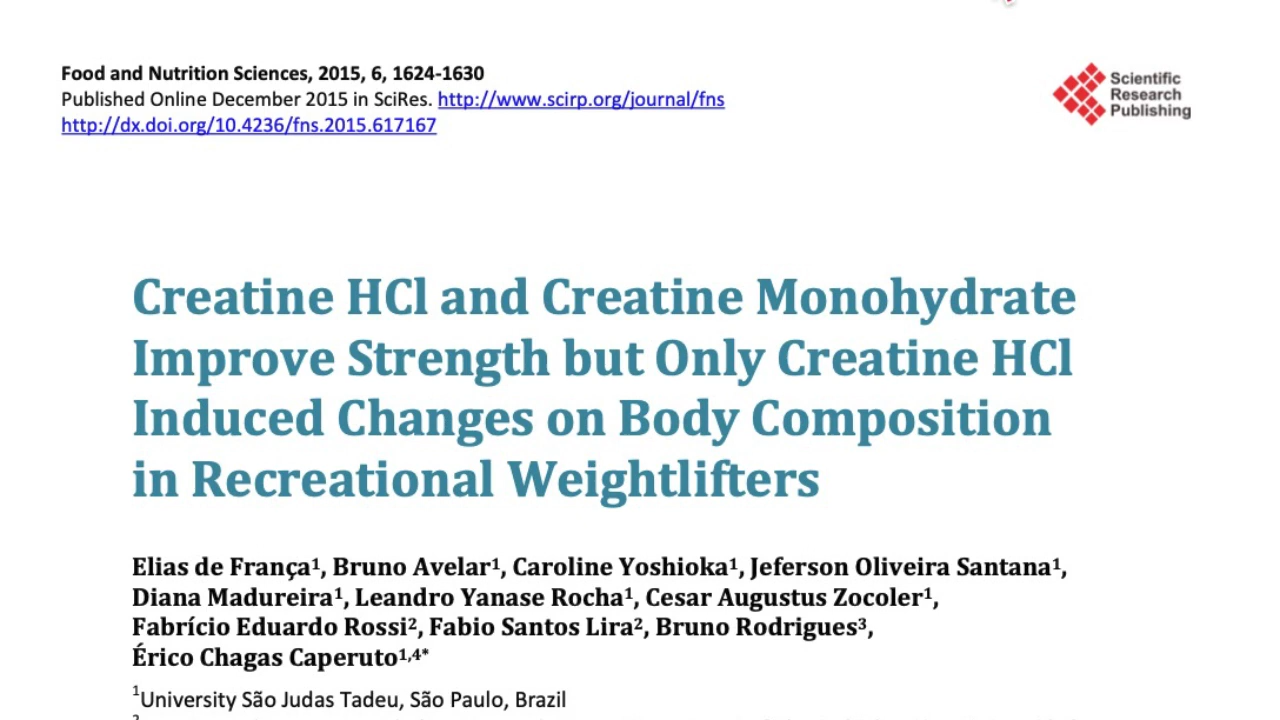 Food and Nutrition Sciences, 2015, 6, 1624-1630
Published Online December 2015 in SciRes. http://www.scirp.org/journal/fns
http://dx.doi.org/10.4236/fns.2015.617167
Scientific
Research
Publishing
Creatine HCl and Creatine Monohydrate
Improve Strength but Only Creatine HCl
Induced Changes on Body Composition
in Recreational Weightlifters
Elias de França¹, Bruno Avelar¹, Caroline Yoshioka¹, Jeferson Oliveira Santana¹,
Diana Madureira¹, Leandro Yanase Rocha¹, Cesar Augustus Zocoler¹,
Fabrício Eduardo Rossi², Fabio Santos Lira², Bruno Rodrigues³,
Érico Chagas Caperuto¹,⁴*
¹University São Judas Tadeu, São Paulo, Brazil